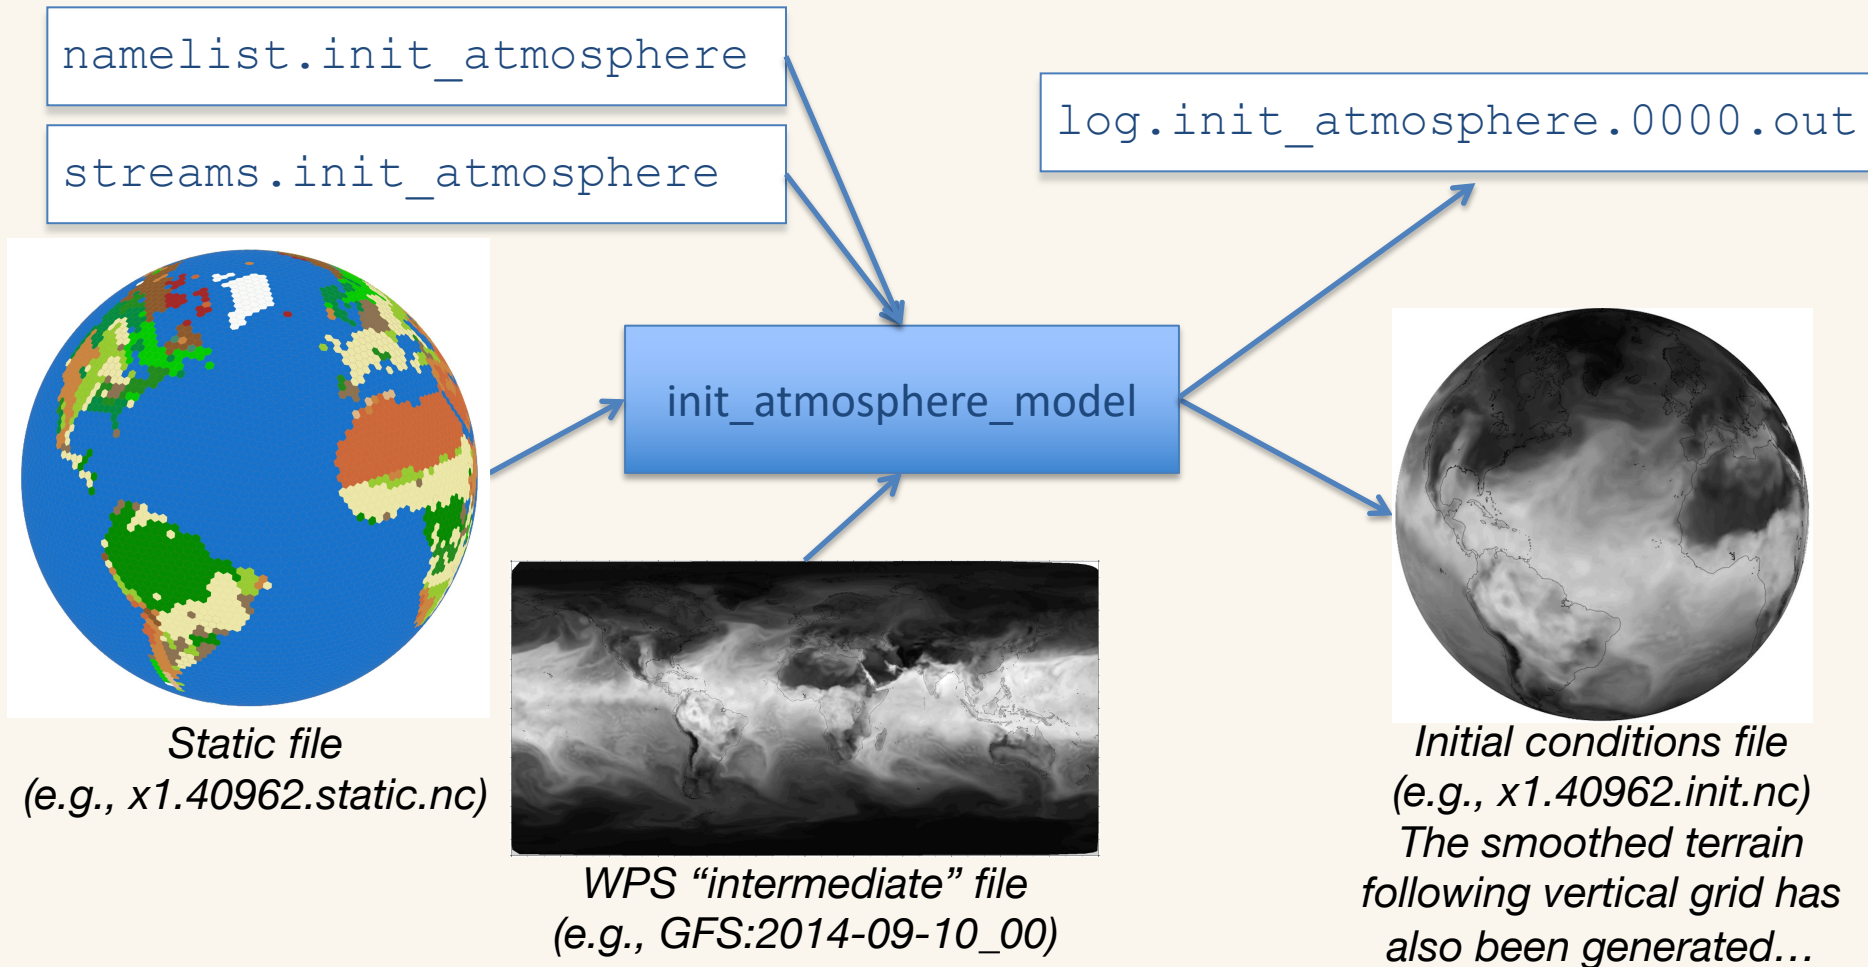 namelist.init_atmosphere
streams.init_atmosphere
log.init_atmosphere.0000.out
init_atmosphere_model
Static file
(e.g., x1.40962.static.nc)
WPS “intermediate” file
(e.g., GFS:2014-09-10_00)
Initial conditions file
(e.g., x1.40962.init.nc)
The smoothed terrain
following vertical grid has
also been generated…